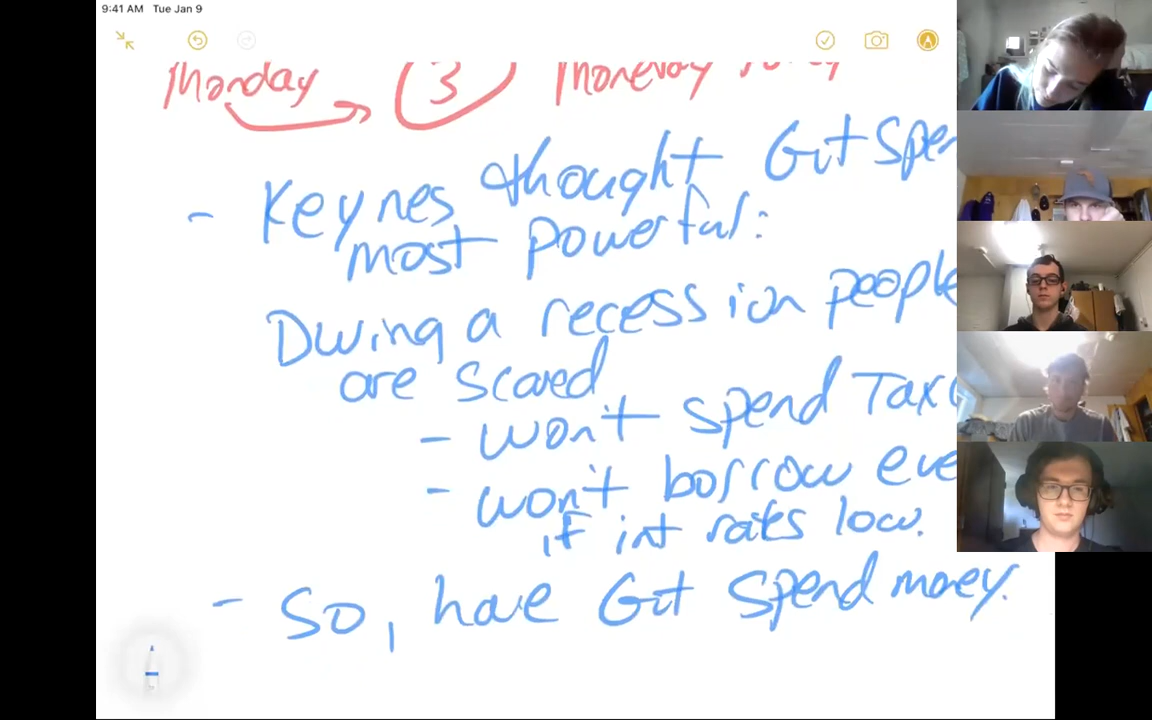 9:41 AM Tue Jan 9
Monday 3
- Keynes thought Gvt Spen
most powerful:
During a recession people
are scared
- won't spend Tax
- won't borrow eve
if int rates low.
- So, have Gvt spend money.